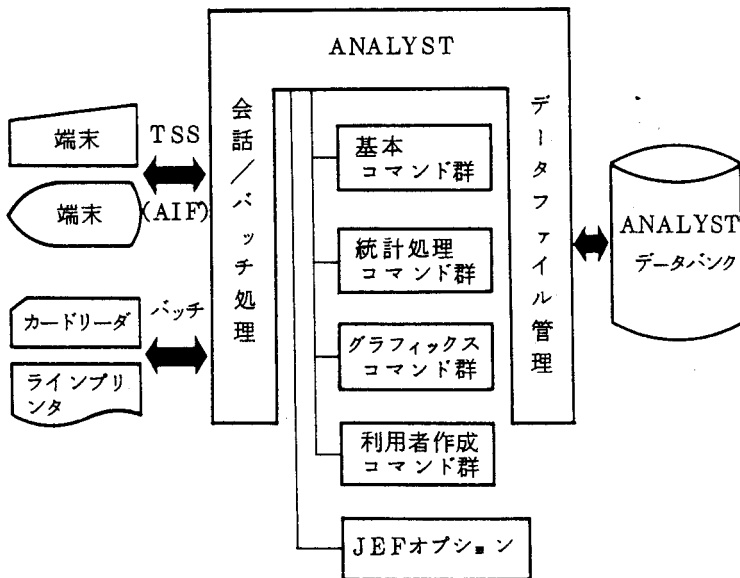 ANALYST
端末
TSS
端末
(AIF)
カードリーダ
バッチ
ラインプリ
ンタ
会話/バッチ処理
基本
コマンド群
統計処理
コマンド群
グラフィックス
コマンド群
利用者作成
コマンド群
JEFオプション
データファイル管理
ANALYST
データバンク